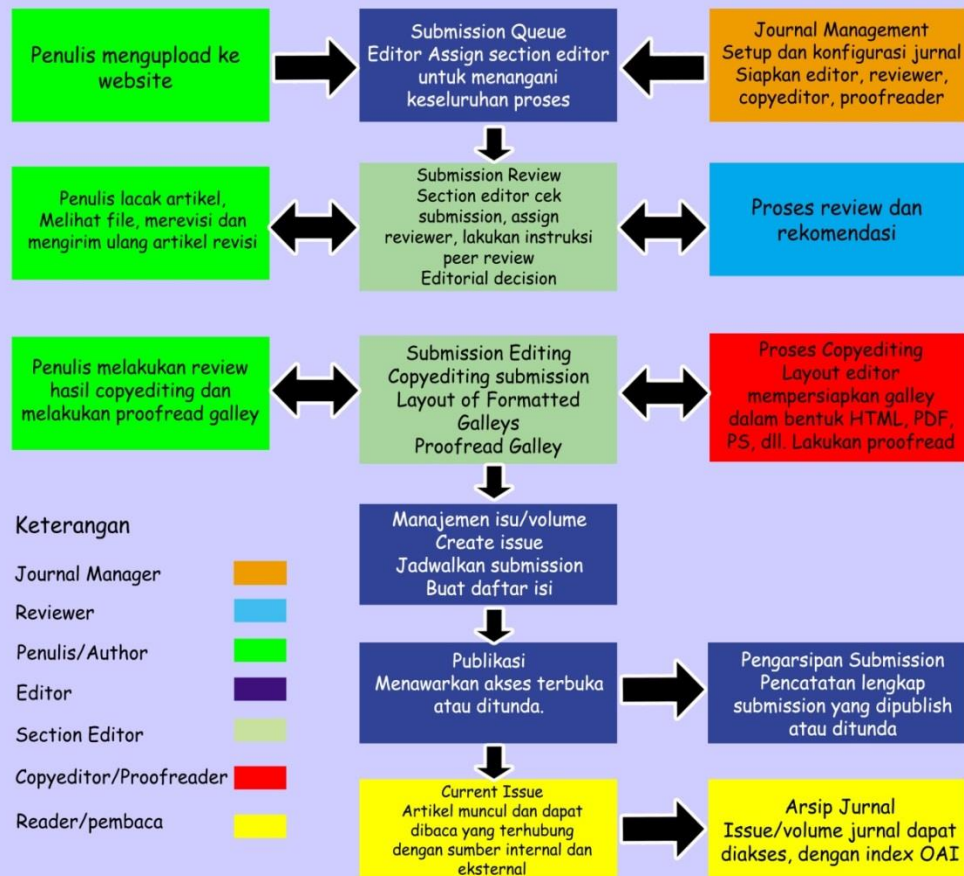 Penulis mengupload ke
website
Submission Queue
Editor Assign section editor
untuk menangani
keseluruhan proses
Journal Management
Setup dan konfigurasi jurnal
Siapkan editor, reviewer,
copyeditor, proofreader
Penulis lacak artikel,
Melihat file, merevisi dan
mengirim ulang artikel revisi
Submission Review
Section editor cek
submission, assign
reviewer, lakukan instruksi
peer review
Editorial decision
Proses review dan
rekomendasi
Penulis melakukan review
hasil copyediting dan
melakukan proofread galley
Submission Editing
Copyediting submission
Layout of Formatted
Galleys
Proofread Galley
Proses Copyediting
Layout editor
mempersiapkan galley
dalam bentuk HTML, PDF,
PS, dll. Lakukan proofread
Manajemen isu/volume
Create issue
Jadwalkan submission
Buat daftar isi
Publikasi
Menawarkan akses terbuka
atau ditunda.
Pengarsipan Submission
Pencatatan lengkap
submission yang dipublish
atau ditunda
Current Issue
Artikel muncul dan dapat
dibaca yang terhubung
dengan sumber internal dan
eksternal
Arsip Jurnal
Issue/volume jurnal dapat
diakses, dengan index OAI
Keterangan
Journal Manager
Reviewer
Penulis/Author
Editor
Section Editor
Copyeditor/Proofreader
Reader/pembaca